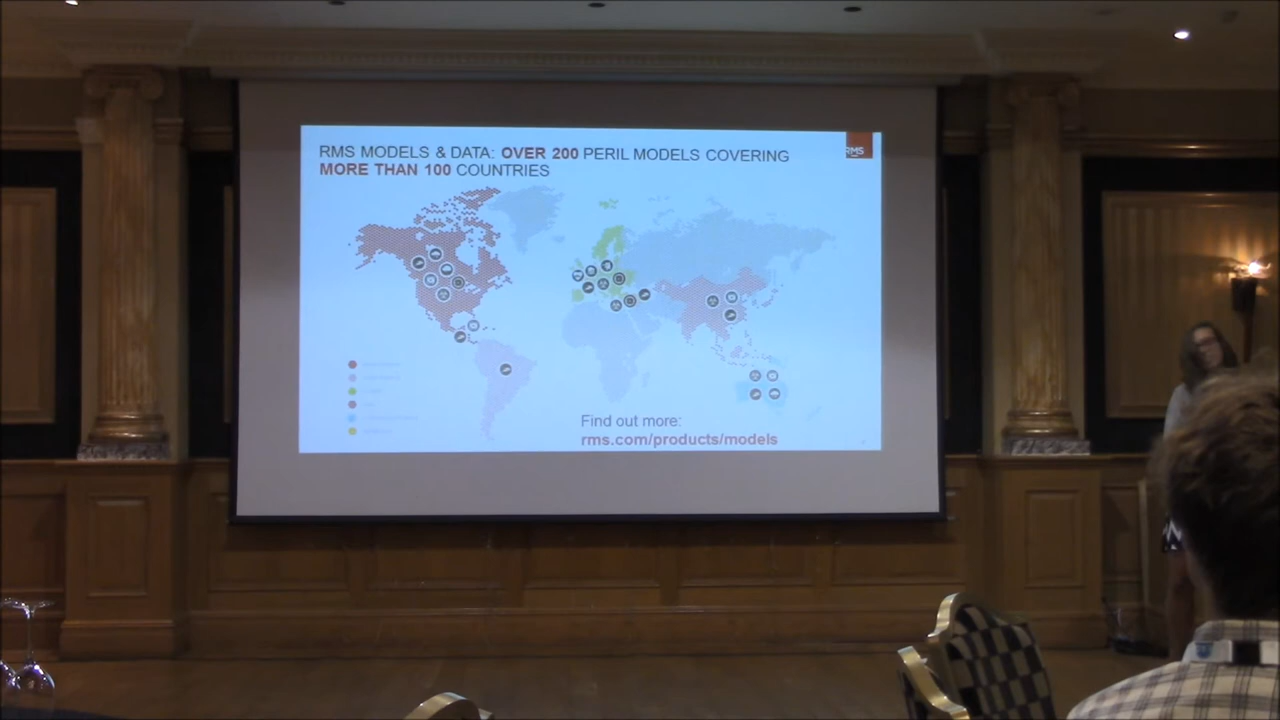 RMS MODELS & DATA: OVER 200 PERIL MODELS COVERING
MORE THAN 100 COUNTRIES
RMS
Find out more:
rms.com/products/models